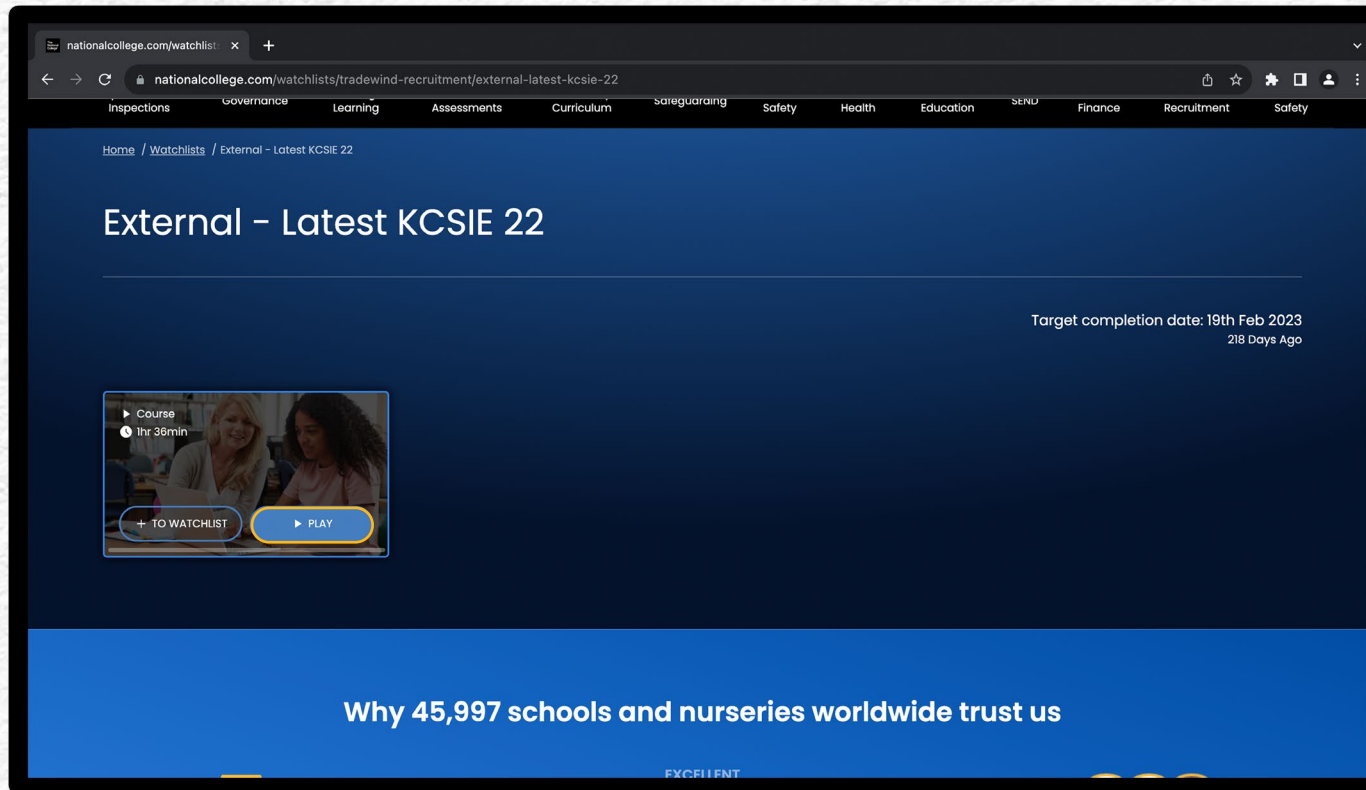 nationalcollege.com/watchlist
nationalcollege.com/watchlists/tradewind-recruitment/external-latest-kcsie-22
Inspections Governance Learning Assessments Curriculum Safeguarding Safety Health Education SEND Finance Recruitment Safety
Home / Watchlists / External - Latest KCSIE 22
External - Latest KCSIE 22
Target completion date: 19th Feb 2023
218 Days Ago
Course
1hr 36min
+ TO WATCHLIST PLAY
Why 45,997 schools and nurseries worldwide trust us
EXCELLENT